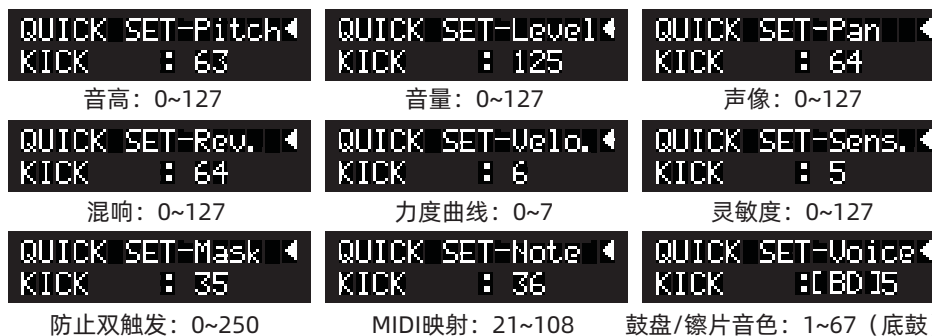 QUICK SET-Pitch
KICK : 63
音高：0~127
QUICK SET-Level
KICK : 125
音量：0~127
QUICK SET-Pan
KICK : 64
声像：0~127
QUICK SET-Rev.
KICK : 64
混响：0~127
QUICK SET-Velo.
KICK : 6
力度曲线：0~7
QUICK SET-Sens.
KICK : 5
灵敏度：0~127
QUICK SET-Mask
KICK : 35
防止双触发：0~250
QUICK SET-Note
KICK : 36
MIDI映射：21~108
QUICK SET-Voice
KICK :[BD]5
鼓盘/镲片音色：1~67（底鼓